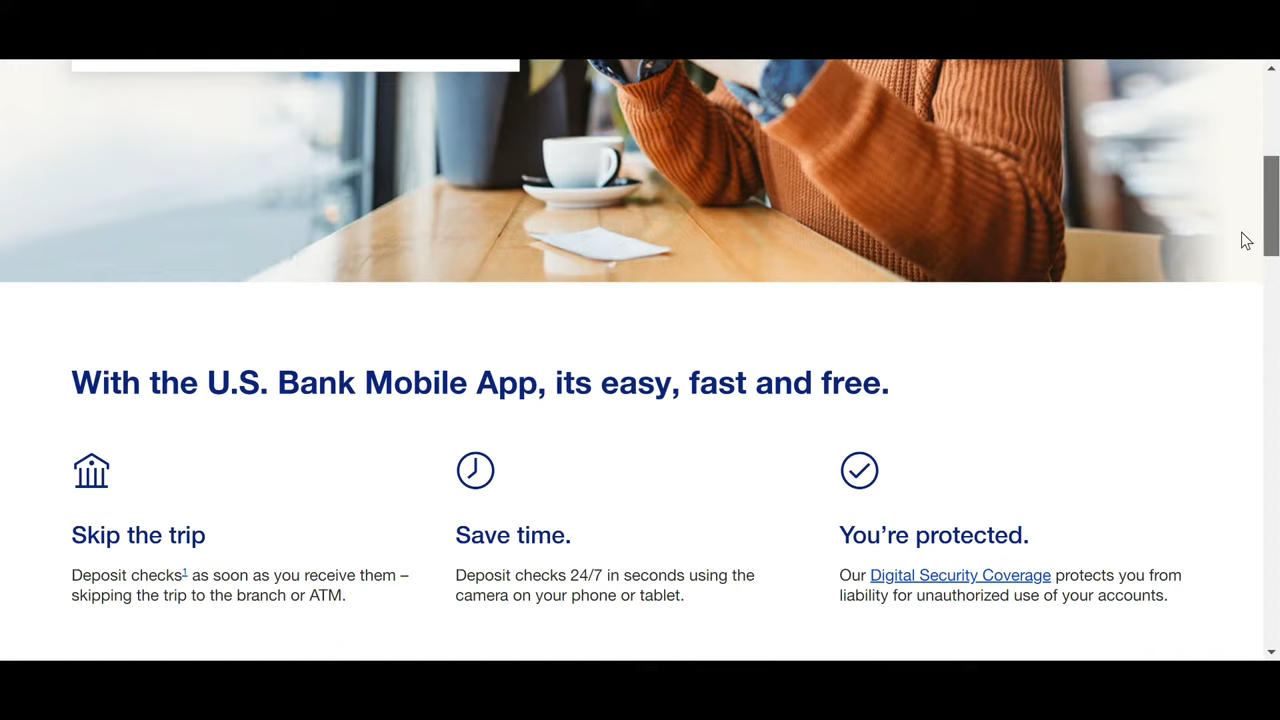 With the U.S. Bank Mobile App, its easy, fast and free.
Skip the trip
Deposit checks1 as soon as you receive them –
skipping the trip to the branch or ATM.
Save time.
Deposit checks 24/7 in seconds using the
camera on your phone or tablet.
You’re protected.
Our Digital Security Coverage protects you from
liability for unauthorized use of your accounts.